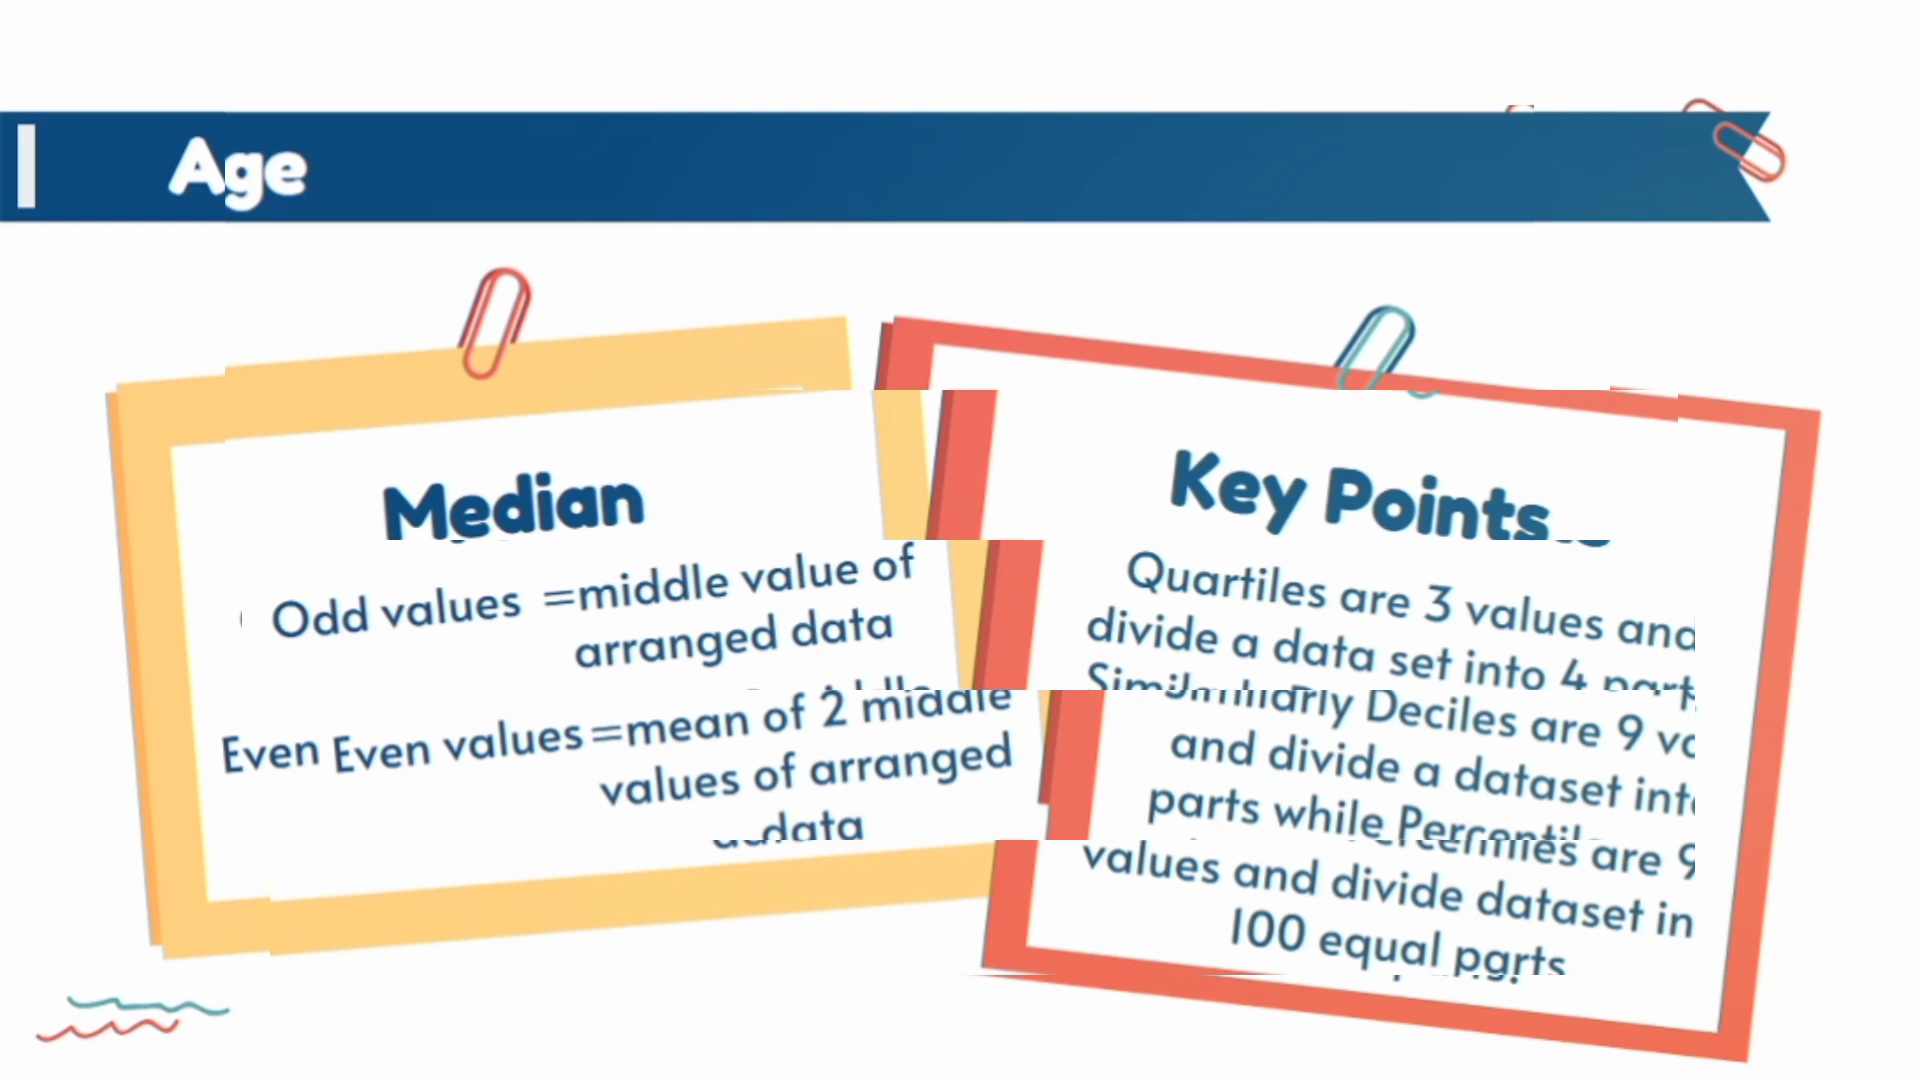 Age
Median
Odd values =middle value of
arranged data
Even Even values =mean of 2 middle
values of arranged
data
Key Points
Quartiles are 3 values and
divide a data set into 4
Deciles are 9
and divide a dataset
parts while are
values and divide dataset in
100 equal parts